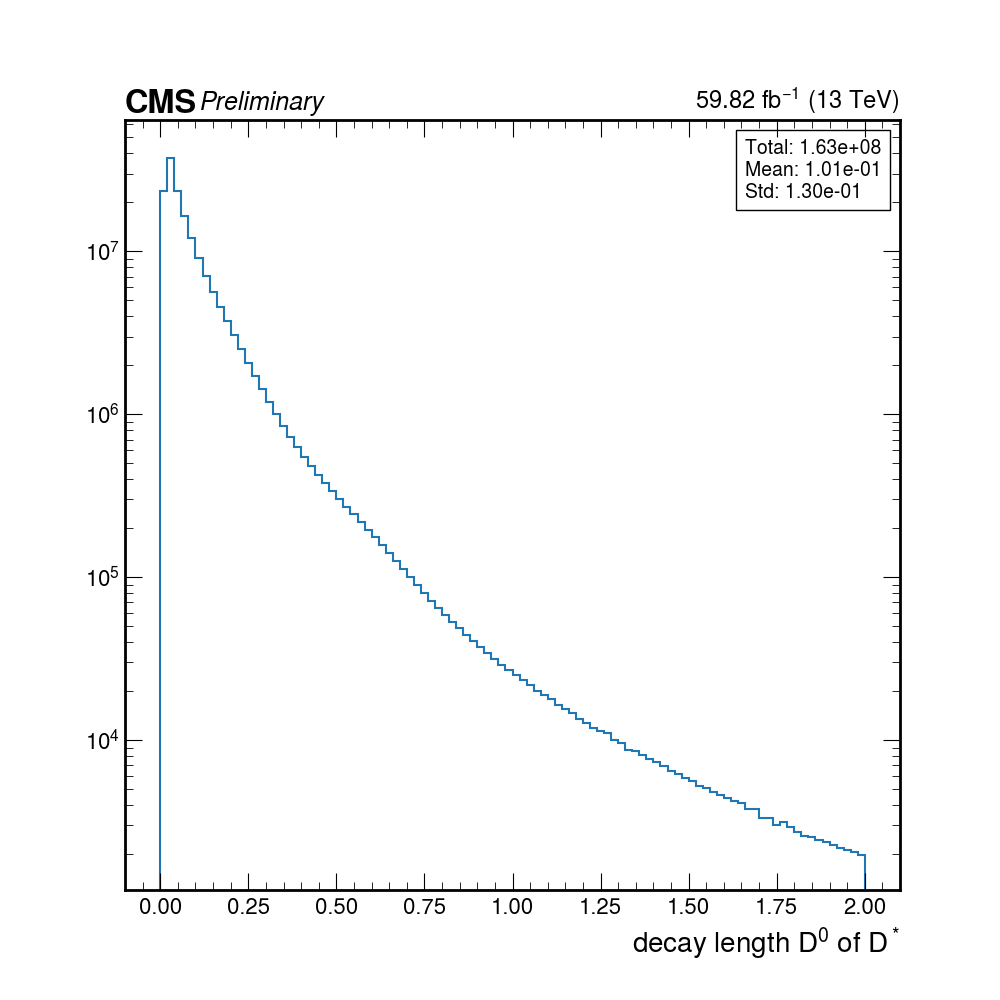 CMS Preliminary 59.82 fb⁻¹ (13 TeV)
Total: 1.63e+08
Mean: 1.01e-01
Std: 1.30e-01
10⁷
10⁶
10⁵
10⁴
0.00 0.25 0.50 0.75 1.00 1.25 1.50 1.75 2.00
decay length D⁰ of D*